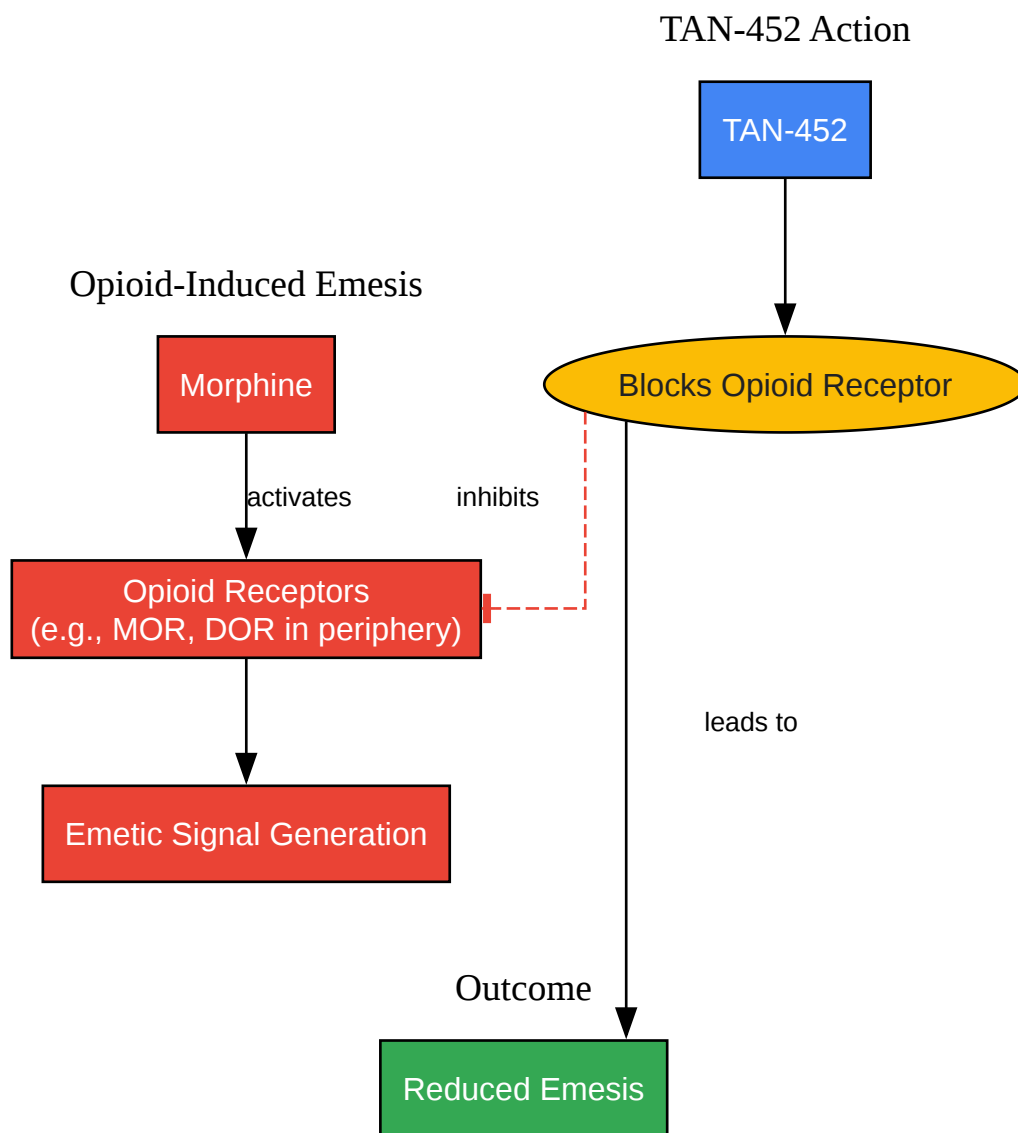 TAN-452 Action
TAN-452
Opioid-Induced Emesis
Morphine
Blocks Opioid Receptor
activates
inhibits
Opioid Receptors
(e.g., MOR, DOR in periphery)
leads to
Emetic Signal Generation
Outcome
Reduced Emesis